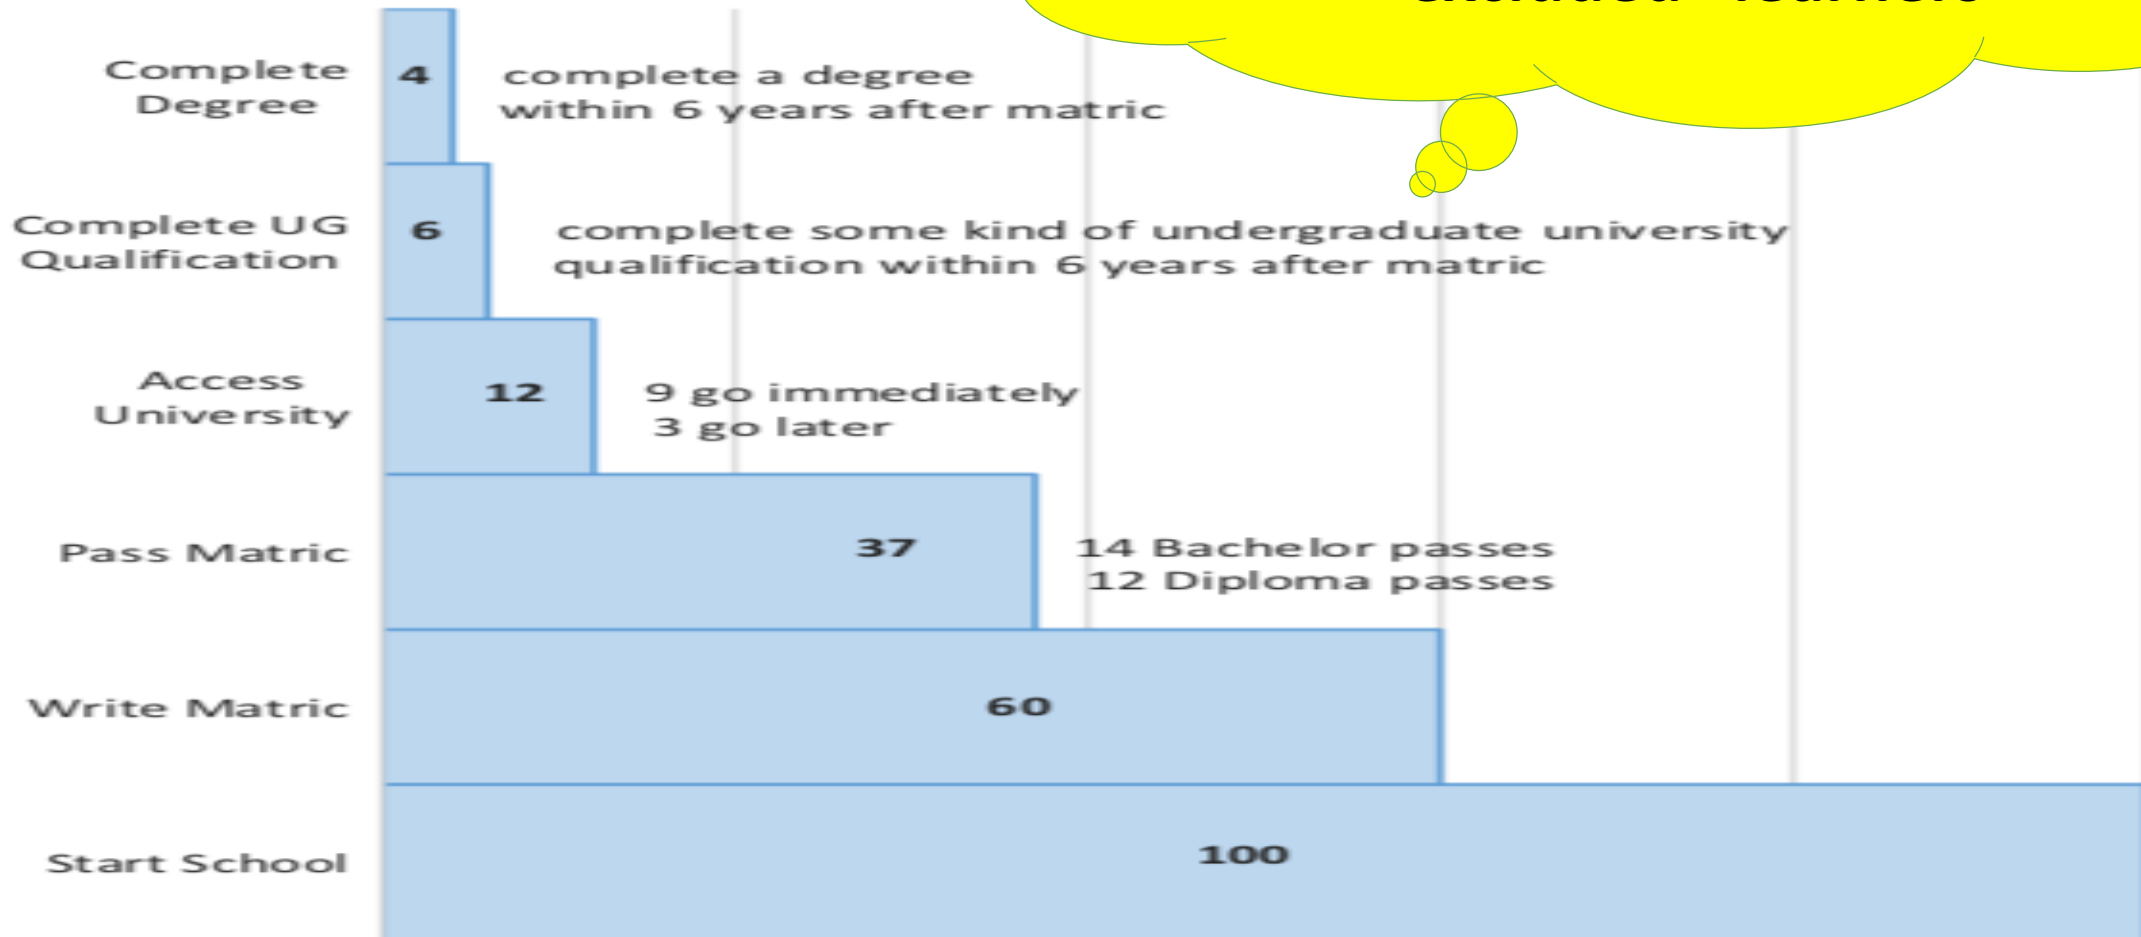 Complete
Degree
4
complete a degree
within 6 years after matric
Complete UG
Qualification
6
complete some kind of undergraduate university
qualification within 6 years after matric
Access
University
12
9 go immediately
3 go later
Pass Matric
37
14 Bachelor passes
12 Diploma passes
Write Matric
60
Start School
100